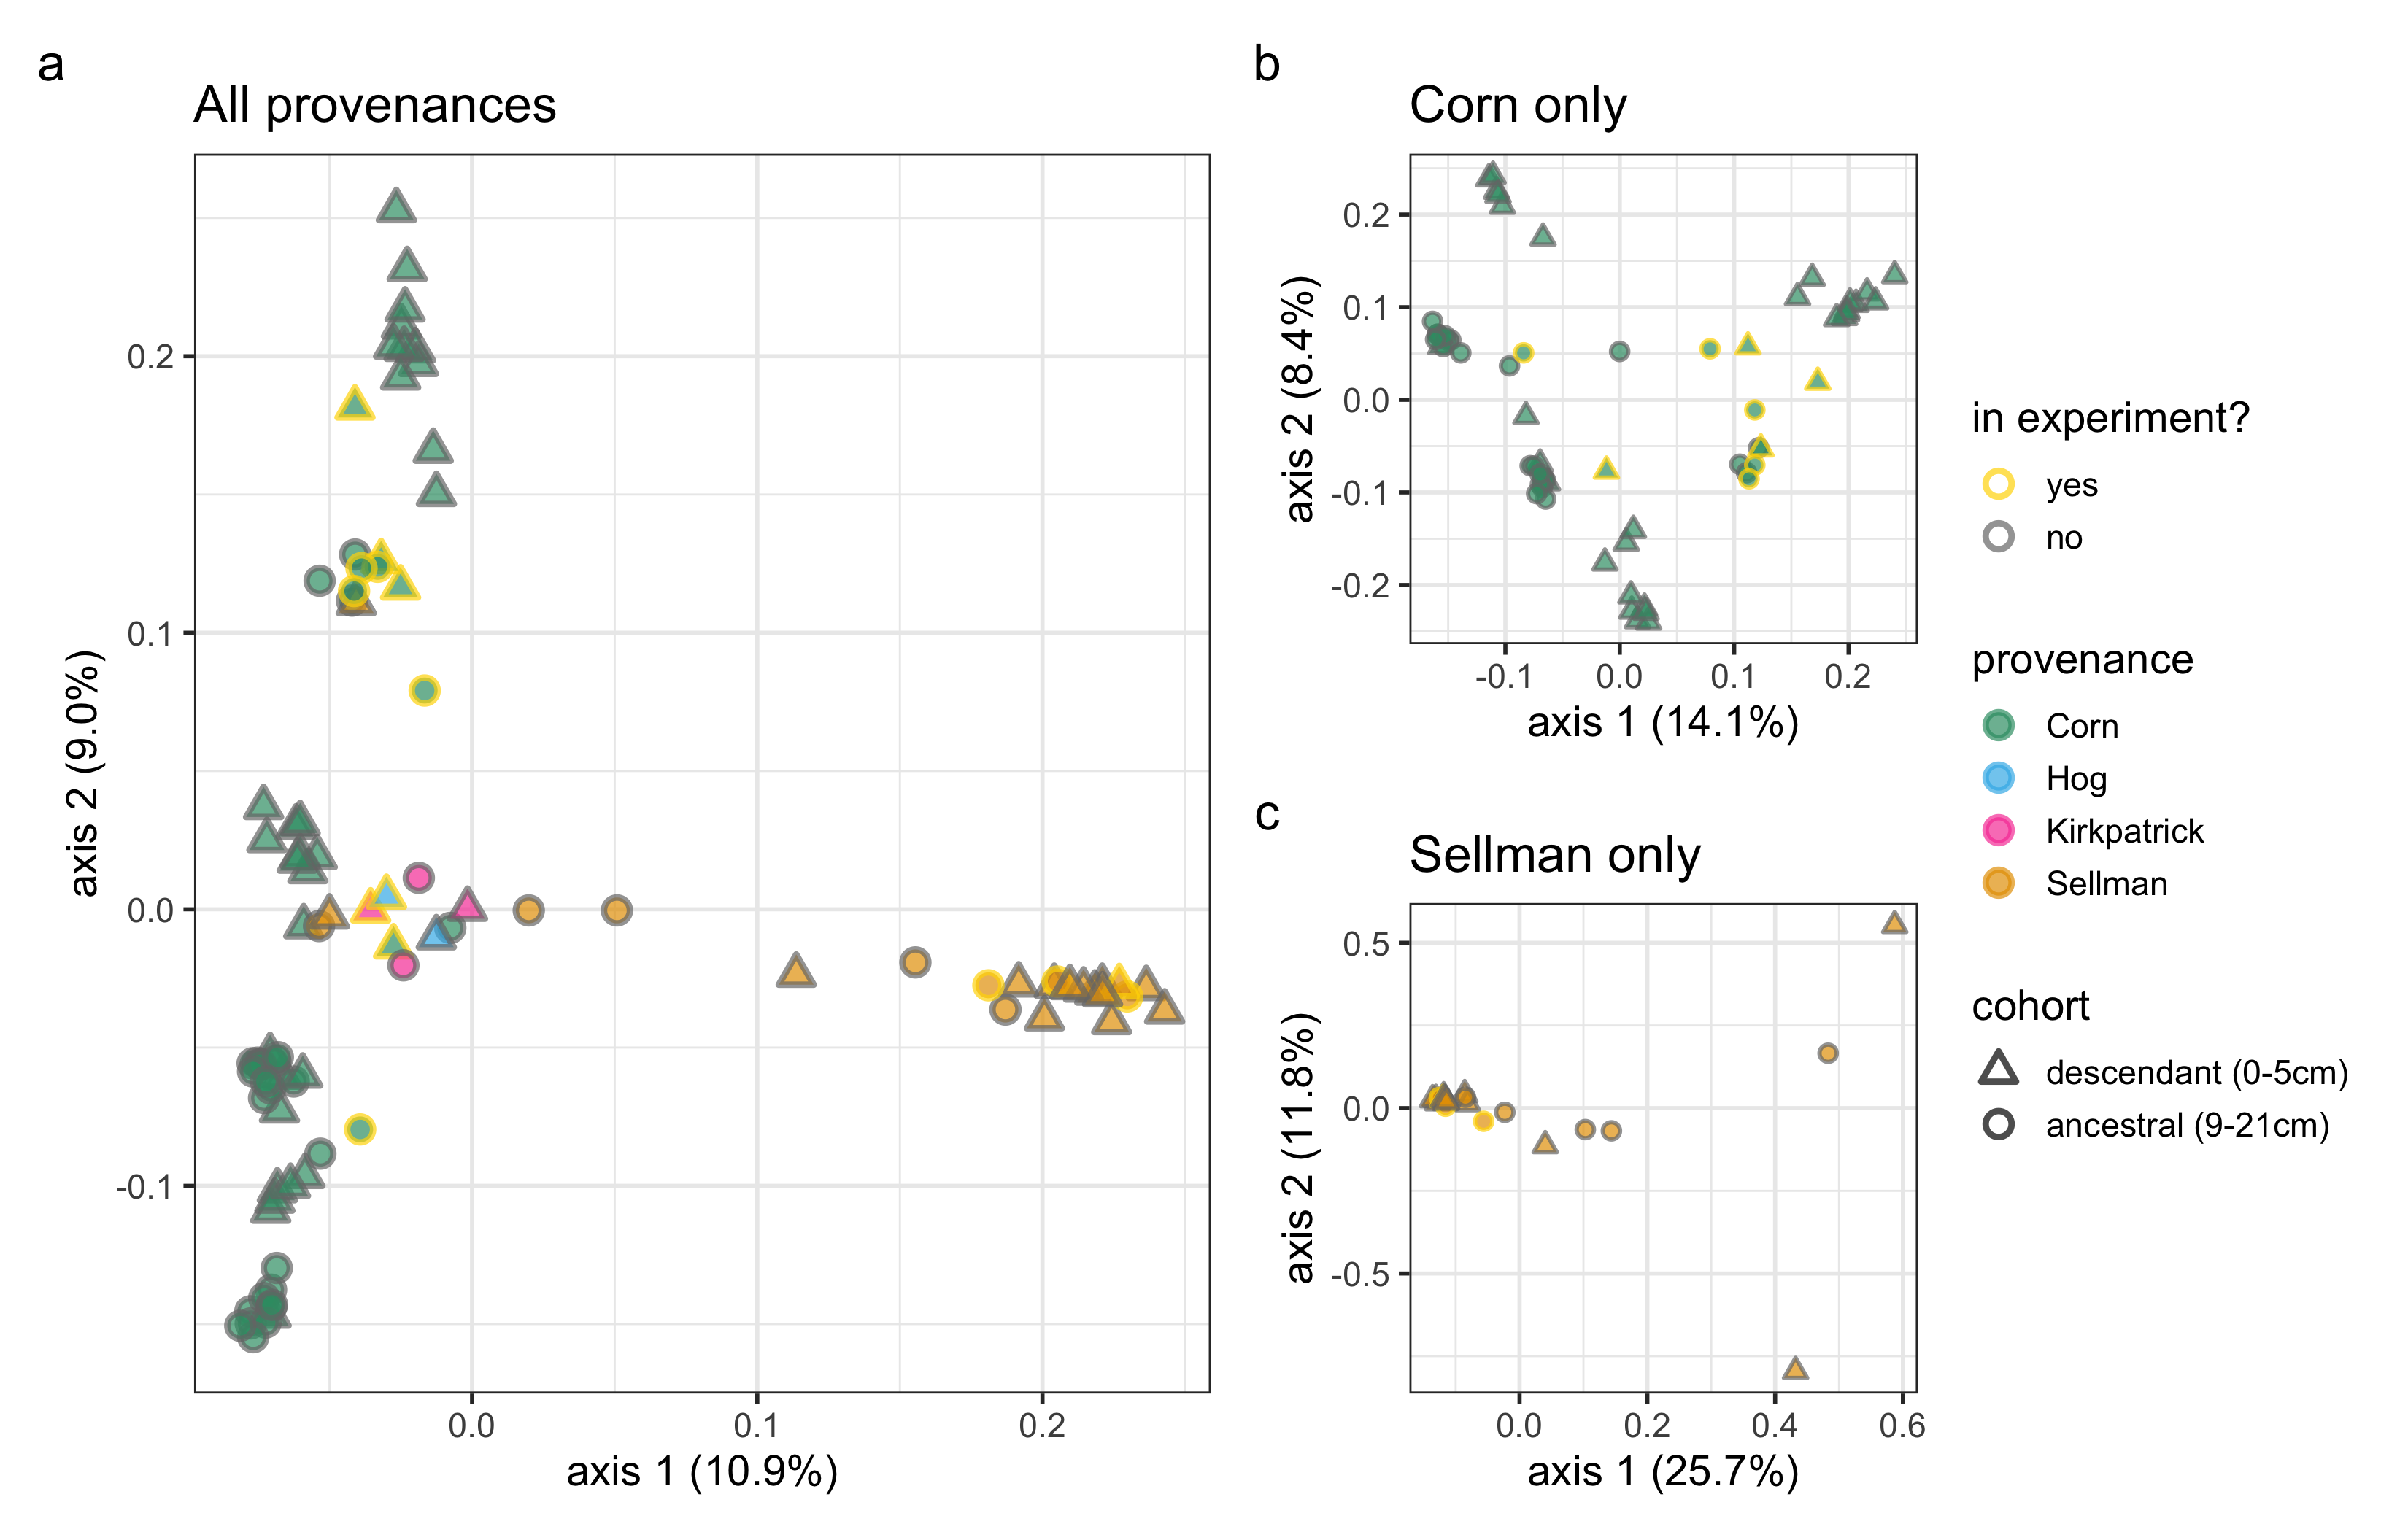 a
All provenances
0.2
0.1
0.0
-0.1
axis 2 (9.0%)
0.0
0.1
0.2
axis 1 (10.9%)
b
Corn only
0.2
0.1
0.0
-0.1
-0.2
axis 2 (8.4%)
-0.1
0.0
0.1
0.2
axis 1 (14.1%)
c
Sellman only
0.5
0.0
-0.5
axis 2 (11.8%)
0.0
0.2
0.4
0.6
axis 1 (25.7%)
in experiment?
yes
no
provenance
Corn
Hog
Kirkpatrick
Sellman
cohort
descendant (0-5cm)
ancestral (9-21cm)